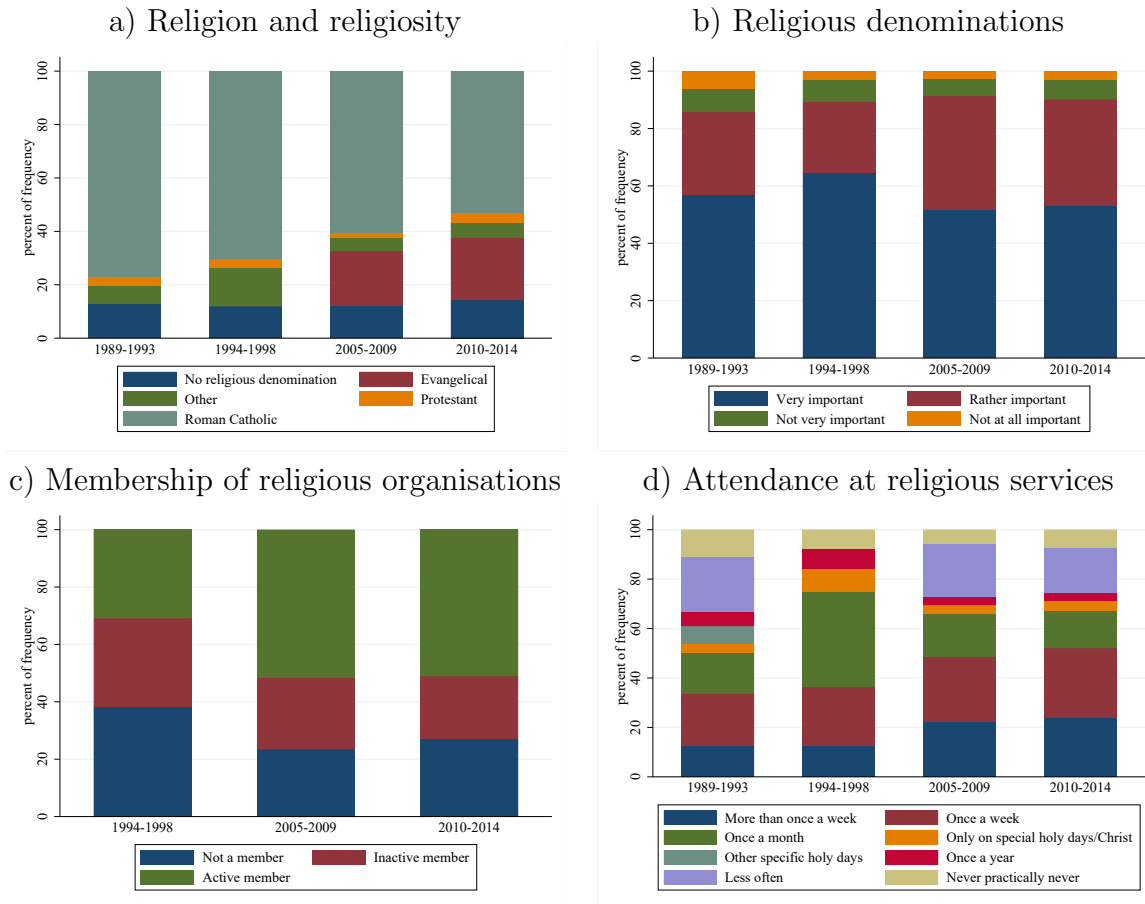 a) Religion and religiosity
percent of frequency
100
80
60
40
20
0
1989-1993 1994-1998 2005-2009 2010-2014
No religious denomination Evangelical
Other Protestant
Roman Catholic
b) Religious denominations
percent of frequency
100
80
60
40
20
0
1989-1993 1994-1998 2005-2009 2010-2014
Very important Rather important
Not very important Not at all important
c) Membership of religious organisations
percent of frequency
100
80
60
40
20
0
1994-1998 2005-2009 2010-2014
Not a member Inactive member
Active member
d) Attendance at religious services
percent of frequency
100
80
60
40
20
0
1989-1993 1994-1998 2005-2009 2010-2014
More than once a week Once a week
Once a month Only on special holy days/Christ
Other specific holy days Once a year
Less often Never practically never